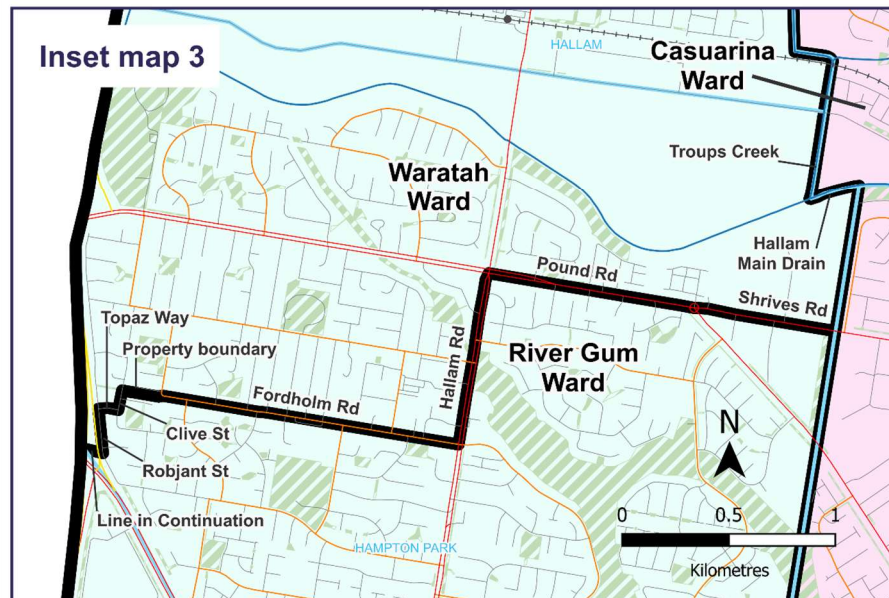 Inset map 3
HALLAM
Casuarina
Ward
Troups Creek
Waratah
Ward
Hallam
Main Drain
Pound Rd
Shrives Rd
Topaz Way
Property boundary
Hallam Rd
River Gum
Ward
Fordholm Rd
Clive St
N
Robjant St
Line in Continuation
0 0.5 1
HAMPTON PARK
Kilometres